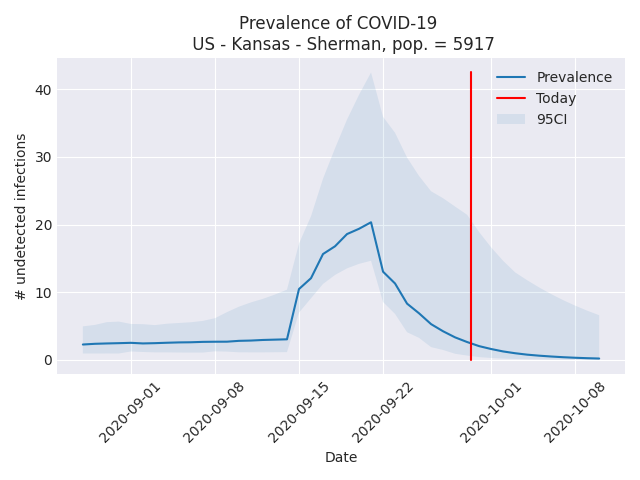 Prevalence of COVID-19
US - Kansas - Sherman, pop. = 5917
Prevalence
Today
95CI
# undetected infections
40
30
20
10
0
2020-09-01
2020-09-08
2020-09-15
2020-09-22
2020-10-01
2020-10-08
Date